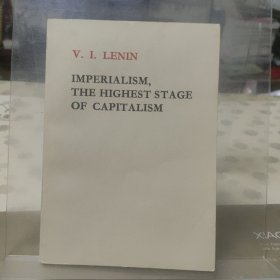 V. I. LENIN
IMPERIALISM,
THE HIGHEST STAGE
OF CAPITALISM